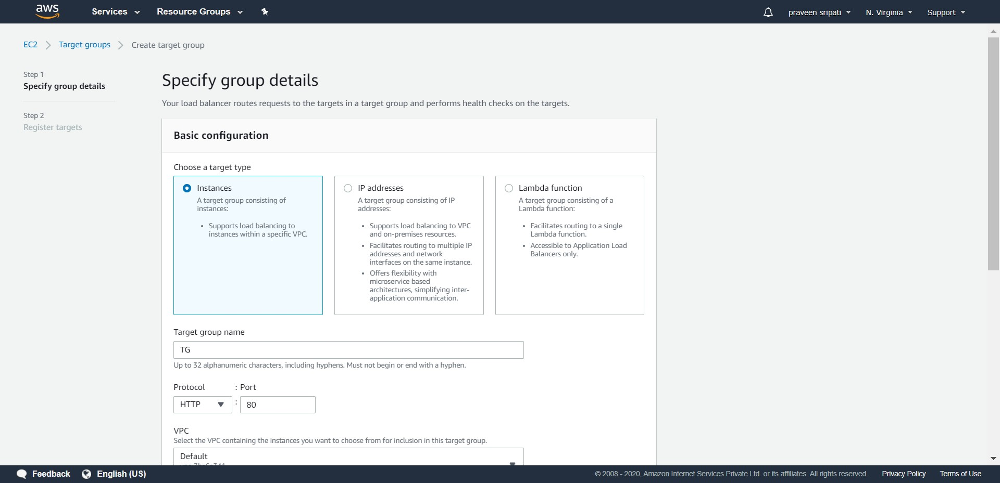 aws
Services
Resource Groups
praveen sripati
N. Virginia
Support
EC2
Target groups
Create target group
Step 1
Specify group details
Step 2
Register targets
Specify group details
Your load balancer routes requests to the targets in a target group and performs health checks on the targets.
Basic configuration
Choose a target type
Instances
A target group consisting of
instances:
• Supports load balancing to
instances within a specific VPC.
IP addresses
A target group consisting of IP
addresses:
• Supports load balancing to VPC
and on-premises resources.
• Facilitates routing to multiple IP
addresses and network
interfaces on the same instance.
• Offers flexibility with
microservice based
architectures, simplifying inter-
application communication.
Lambda function
A target group consisting of a
Lambda function:
• Facilitates routing to a single
Lambda function.
• Accessible to Application Load
Balancers only.
Target group name
TG
Up to 32 alphanumeric characters, including hyphens. Must not begin or end with a hyphen.
Protocol : Port
HTTP : 80
VPC
Select the VPC containing the instances you want to choose from for inclusion in this target group.
Default
Feedback
English (US)
© 2008 - 2020, Amazon Internet Services Private Ltd. or its affiliates. All rights reserved.
Privacy Policy
Terms of Use